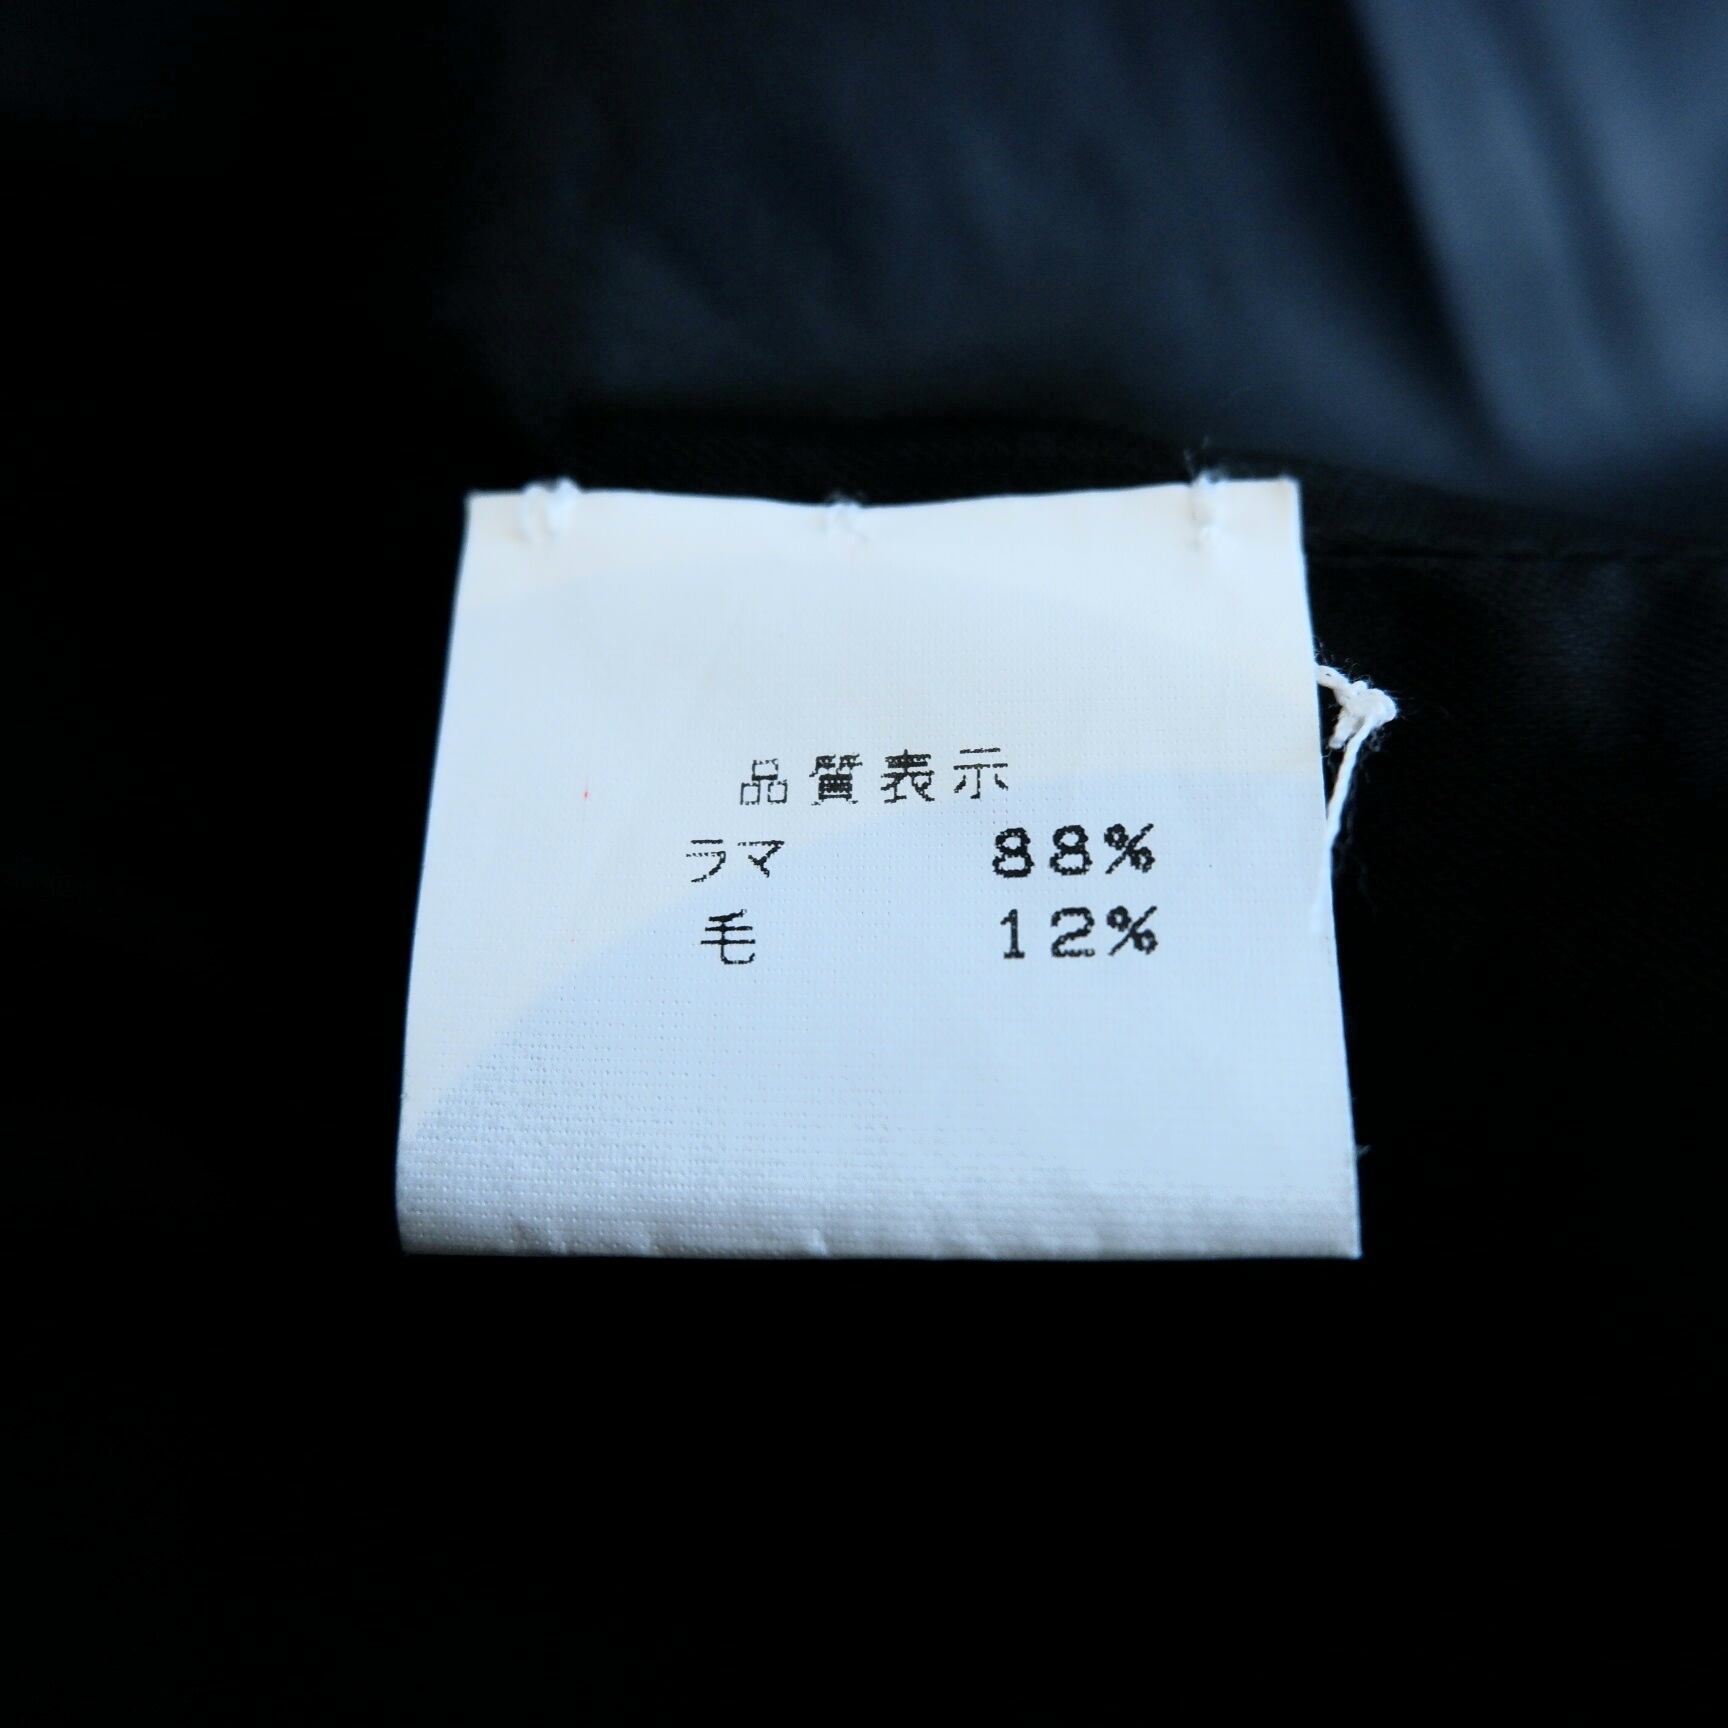 品質表示
ラマ 88%
毛 12%